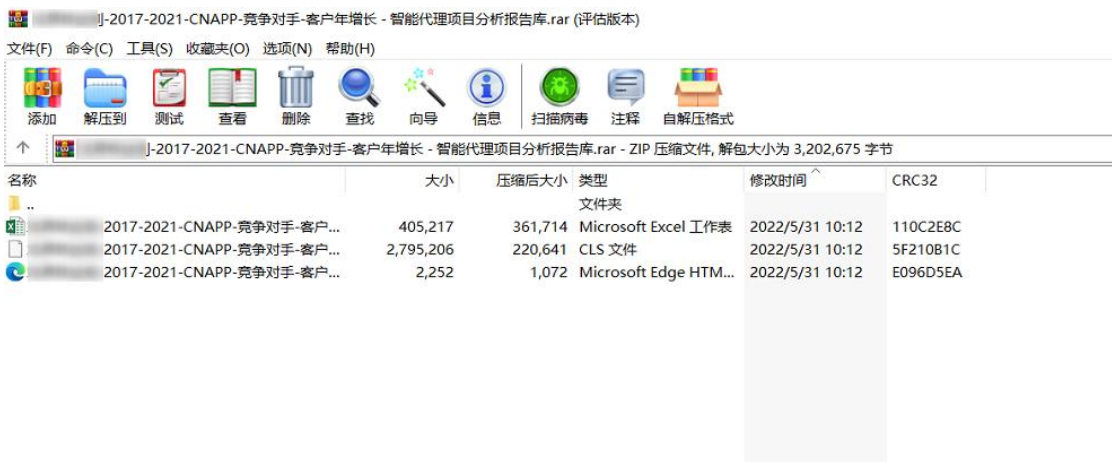 J-2017-2021-CNAPP-竞争对手-客户年增长 - 智能代理项目分析报告库.rar (评估版本)
文件(F) 命令(C) 工具(S) 收藏夹(O) 选项(N) 帮助(H)
添加 解压到 测试 查看 删除 查找 向导 信息 扫描病毒 注释 自解压格式
-2017-2021-CNAPP-竞争对手-客户年增长 - 智能代理项目分析报告库.rar - ZIP 压缩文件, 解包大小为 3,202,675 字节
名称 大小 压缩后大小 类型 修改时间 CRC32
.. 文件夹
2017-2021-CNAPP-竞争对手-客户... 405,217 361,714 Microsoft Excel 工作表 2022/5/31 10:12 110C2E8C
2017-2021-CNAPP-竞争对手-客户... 2,795,206 220,641 CLS 文件 2022/5/31 10:12 5F210B1C
2017-2021-CNAPP-竞争对手-客户... 2,252 1,072 Microsoft Edge HTM... 2022/5/31 10:12 E096D5EA